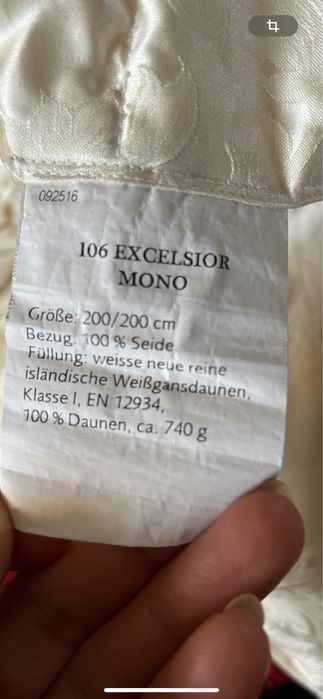 092516
106 EXCELSIOR
MONO
Größe: 200/200 cm
Bezug: 100 % Seide
Füllung: weisse neue reine
isländische Weißgansdaunen,
Klasse I, EN 12934,
100 % Daunen, ca. 740 g